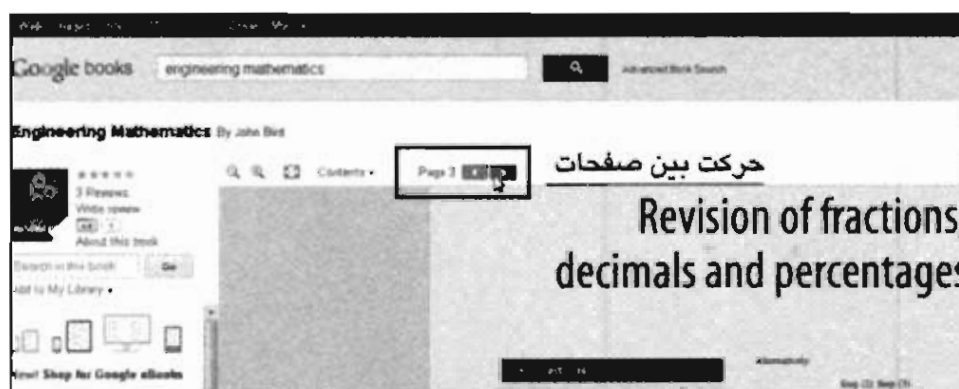 Google books engineering mathematics Advanced Book Search
Engineering Mathematics By John Bird
Contents Page 3 حرکت بین صفحات
3 Reviews
Write review
About this book
Search in this book Go
Add to My Library
New! Shop for Google eBooks
Revision of fractions
decimals and percentages